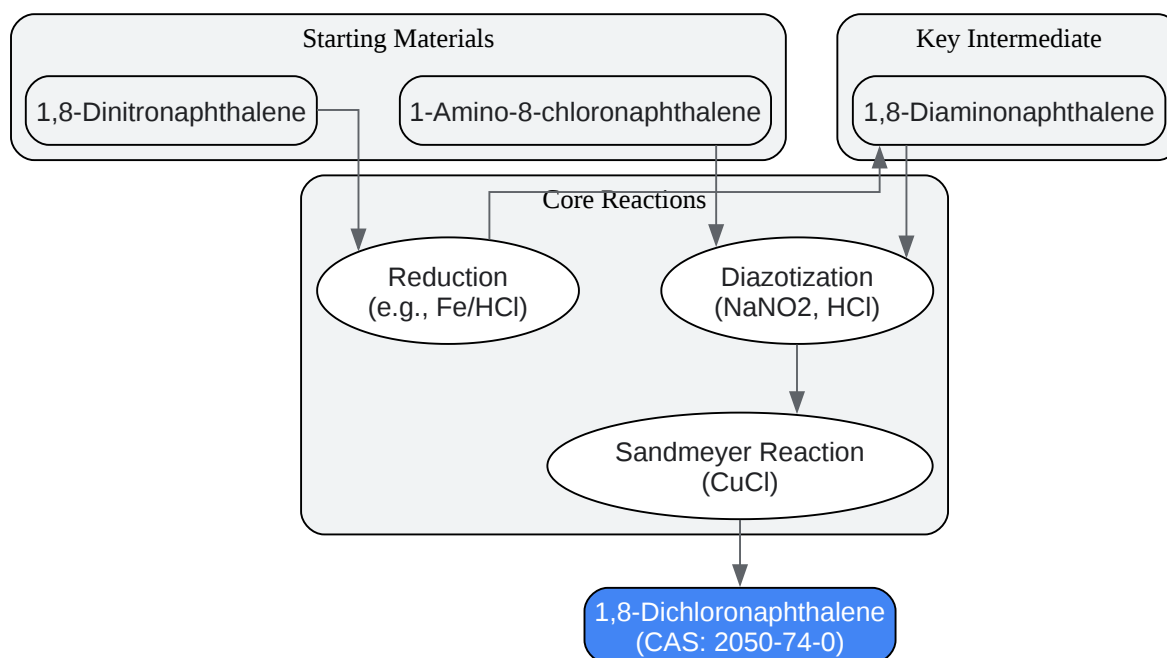 Starting Materials
Key Intermediate
1,8-Dinitronaphthalene
1-Amino-8-chloronaphthalene
1,8-Diaminonaphthalene
Core Reactions
Reduction
(e.g., Fe/HCl)
Diazotization
(NaNO2, HCl)
Sandmeyer Reaction
(CuCl)
1,8-Dichloronaphthalene
(CAS: 2050-74-0)